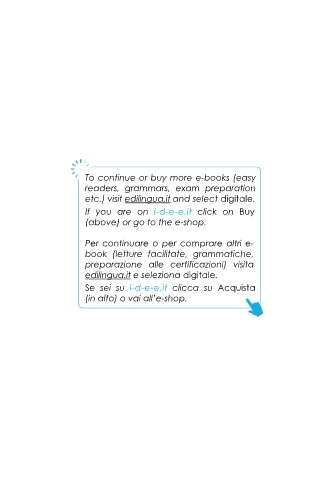 To continue or buy more e-books (easy
readers, grammars, exam preparation
etc.) visit edilingua.it and select digitale.
If you are on i-d-e-e.it click on Buy
(above) or go to the e-shop.
Per continuare o per comprare altri e-
book (letture facilitate, grammatiche,
preparazione alle certificazioni) visita
edilingua.it e seleziona digitale.
Se sei su i-d-e-e.it clicca su Acquista
(in alto) o vai all'e-shop.